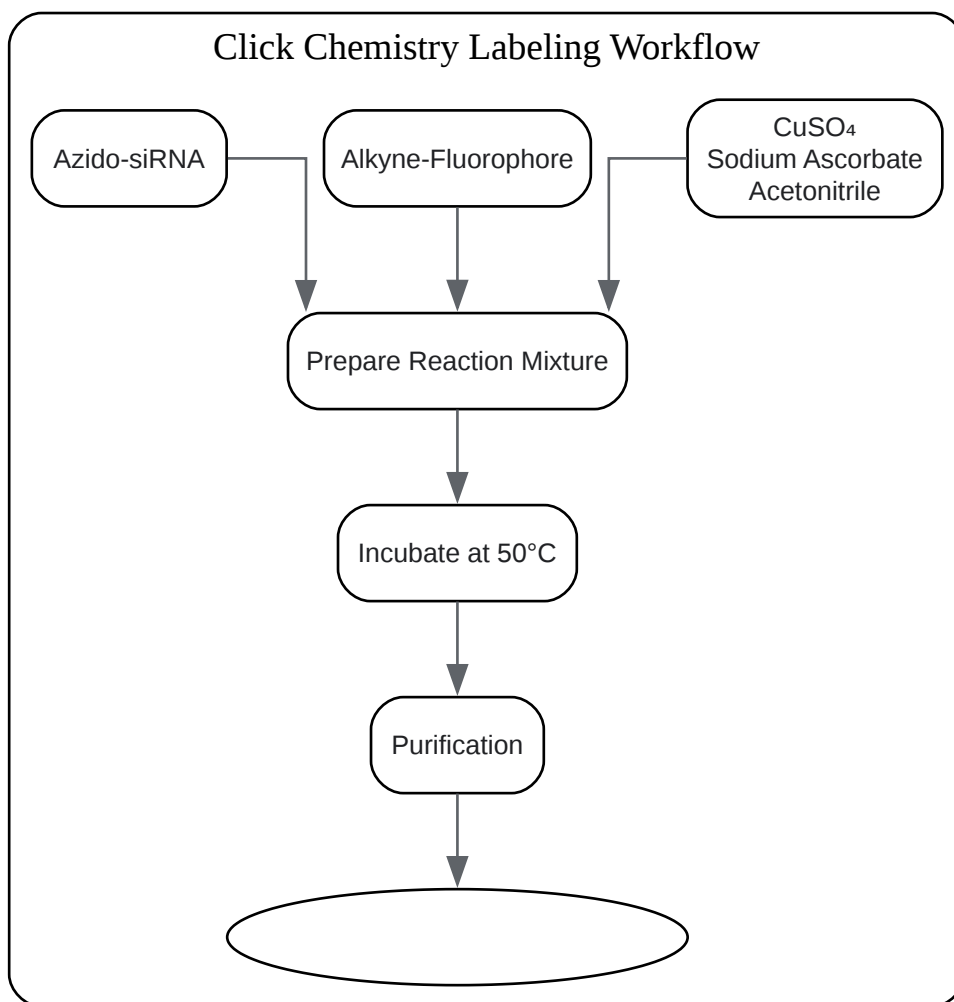 Click Chemistry Labeling Workflow
Azido-siRNA
Alkyne-Fluorophore
CuSO₄
Sodium Ascorbate
Acetonitrile
Prepare Reaction Mixture
Incubate at 50°C
Purification